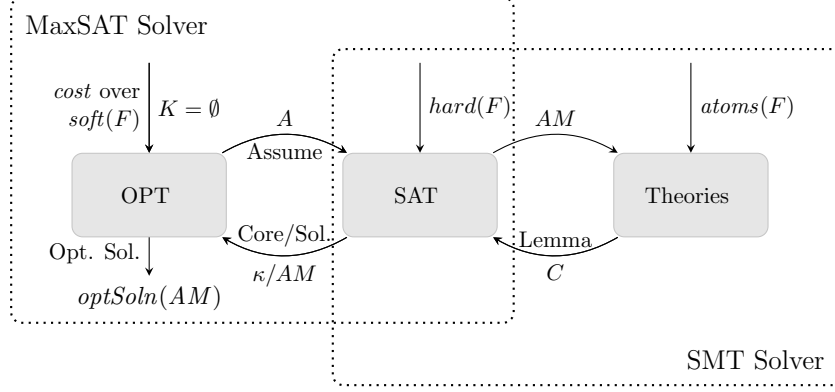 MaxSAT Solver
cost over
soft(F)
K = ∅
A
Assume
hard(F)
AM
atoms(F)
OPT
SAT
Theories
Opt. Sol.
Core/Sol.
κ/AM
Lemma
C
optSoln(AM)
SMT Solver